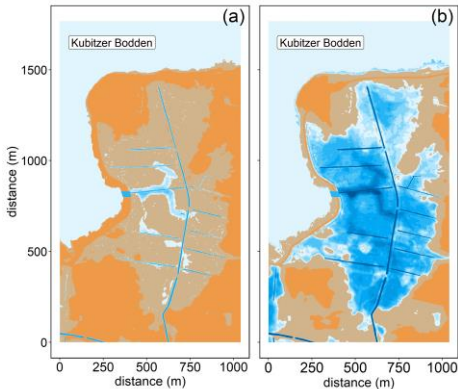 (a)
(b)
Kubitzer Bodden
Kubitzer Bodden
1500
1000
500
0
distance (m)
distance (m)
0 250 500 750 1000
0 250 500 750 1000
distance (m)
distance (m)